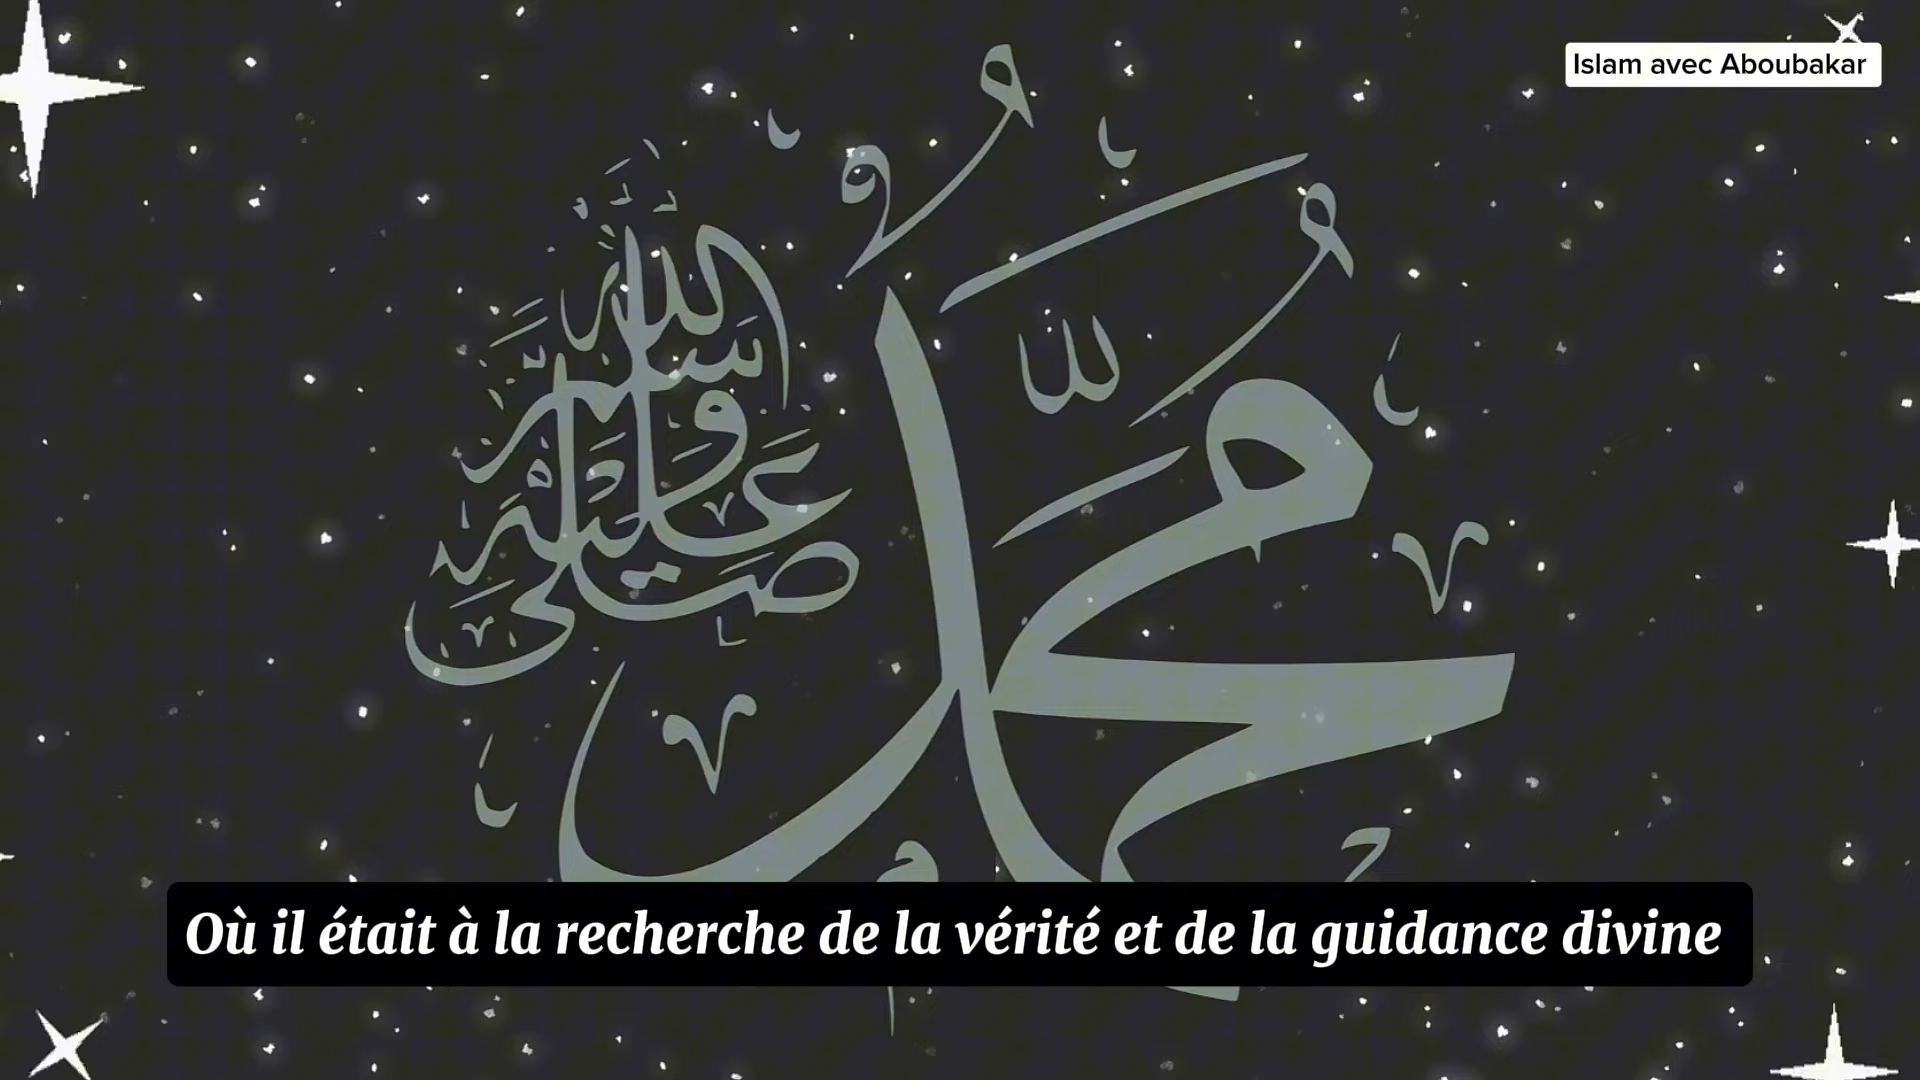 Islam avec Aboubakar
محمد
صلى الله عليه وسلم
Où il était à la recherche de la vérité et de la guidance divine